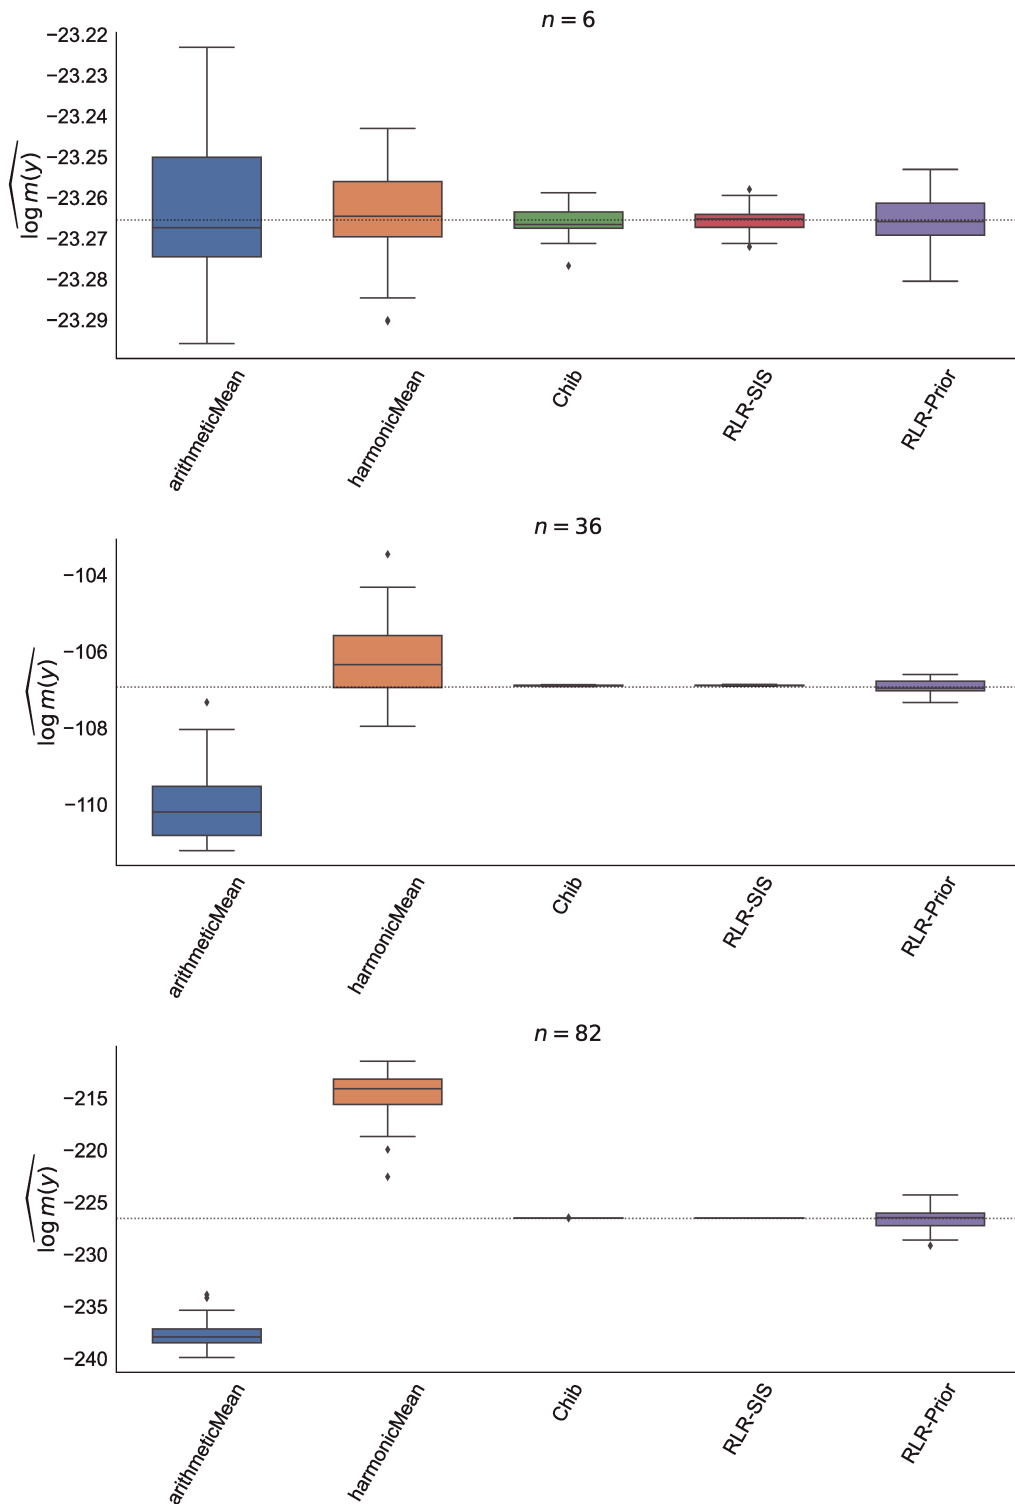 n = 6
−23.22
−23.23
−23.24
−23.25
−23.26
−23.27
−23.28
−23.29
log m(y)
arithmeticMean
harmonicMean
Chib
RLR-SIS
RLR-Prior
n = 36
−104
−106
−108
−110
log m(y)
arithmeticMean
harmonicMean
Chib
RLR-SIS
RLR-Prior
n = 82
−215
−220
−225
−230
−235
−240
log m(y)
arithmeticMean
harmonicMean
Chib
RLR-SIS
RLR-Prior